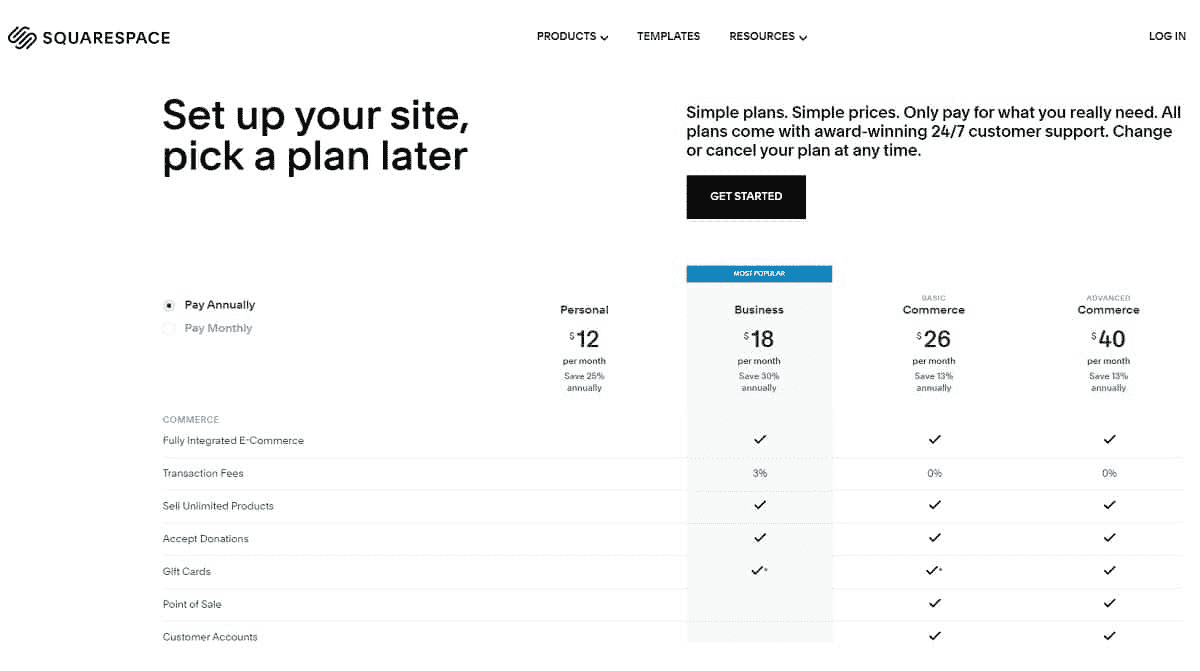 SQUARESPACE
PRODUCTS
TEMPLATES
RESOURCES
LOG IN
Set up your site,
pick a plan later
Simple plans. Simple prices. Only pay for what you really need. All
plans come with award-winning 24/7 customer support. Change
or cancel your plan at any time.
GET STARTED
MOST POPULAR
Pay Annually
Pay Monthly
Personal
$12
per month
Save 25%
annually
Business
$18
per month
Save 30%
annually
BASIC
Commerce
$26
per month
Save 13%
annually
ADVANCED
Commerce
$40
per month
Save 13%
annually
COMMERCE
Fully Integrated E-Commerce ✓ ✓ ✓
Transaction Fees 3% 0% 0%
Sell Unlimited Products ✓ ✓ ✓
Accept Donations ✓ ✓ ✓
Gift Cards ✓* ✓* ✓
Point of Sale ✓ ✓
Customer Accounts ✓ ✓